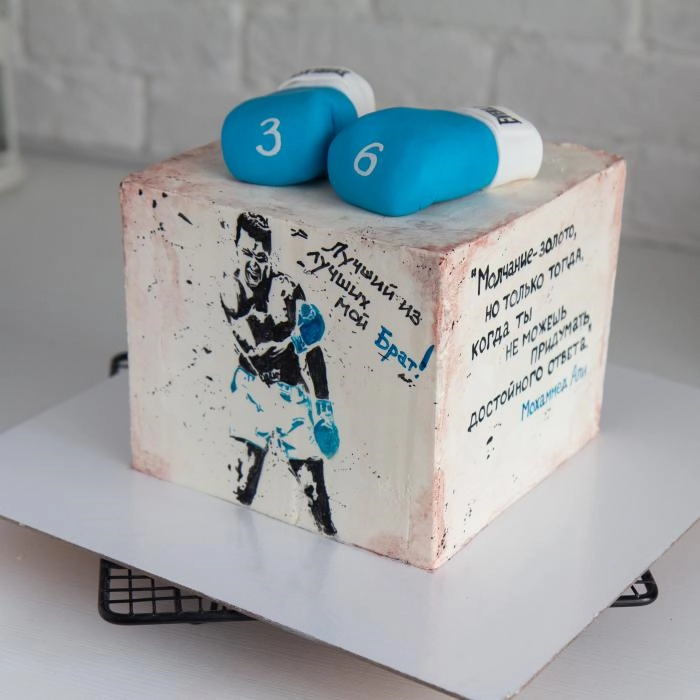 3
6
Лучший из
лучших
мой Брат!
"Молчание-золото,
но только тогда,
когда ты
не можешь
придумать
достойного ответа."
Мохаммед Али